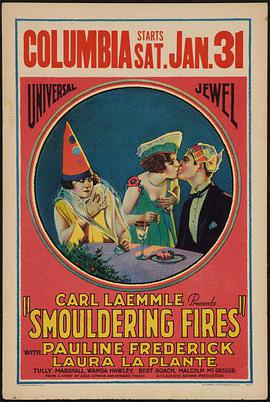 COLUMBIA STARTS SAT. JAN. 31
UNIVERSAL JEWEL
CARL LAEMMLE Presents
"SMOULDERING FIRES"
WITH PAULINE FREDERICK
LAURA LA PLANTE
TULLY MARSHALL, WANDA HAWLEY, BERT ROACH, MALCOLM McGREGOR
A CLARENCE BROWN PRODUCTION